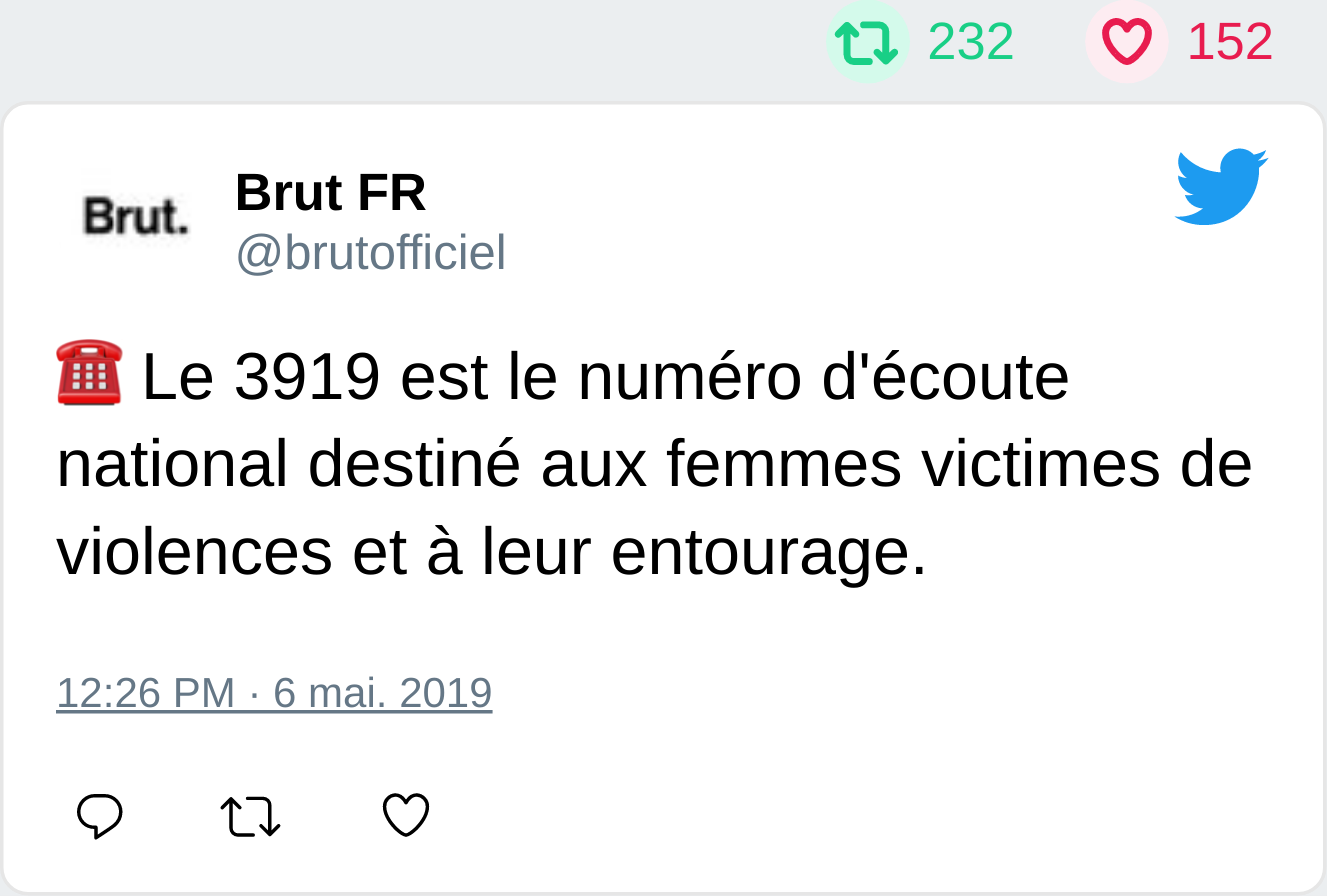 232 152
Brut.
Brut FR
@brutofficiel
☎️ Le 3919 est le numéro d'écoute
national destiné aux femmes victimes de
violences et à leur entourage.
12:26 PM · 6 mai. 2019